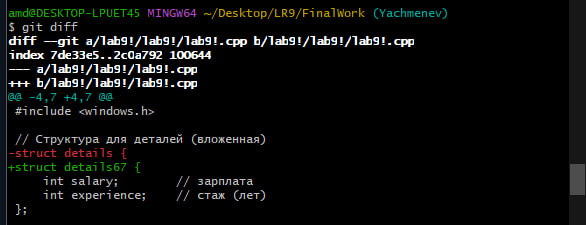 amd@DESKTOP-LPUET45 MINGW64 ~/Desktop/LR9/FinalWork (Yachmenev)
$ git diff
diff --git a/lab9!/lab9!/lab9!.cpp b/lab9!/lab9!/lab9!.cpp
index 7de33e5..2c0a792 100644
--- a/lab9!/lab9!/lab9!.cpp
+++ b/lab9!/lab9!/lab9!.cpp
@@ -4,7 +4,7 @@
 #include <windows.h>

 // Структура для деталей (вложенная)
-struct details {
+struct details67 {
     int salary;        // зарплата
     int experience;    // стаж (лет)
 };